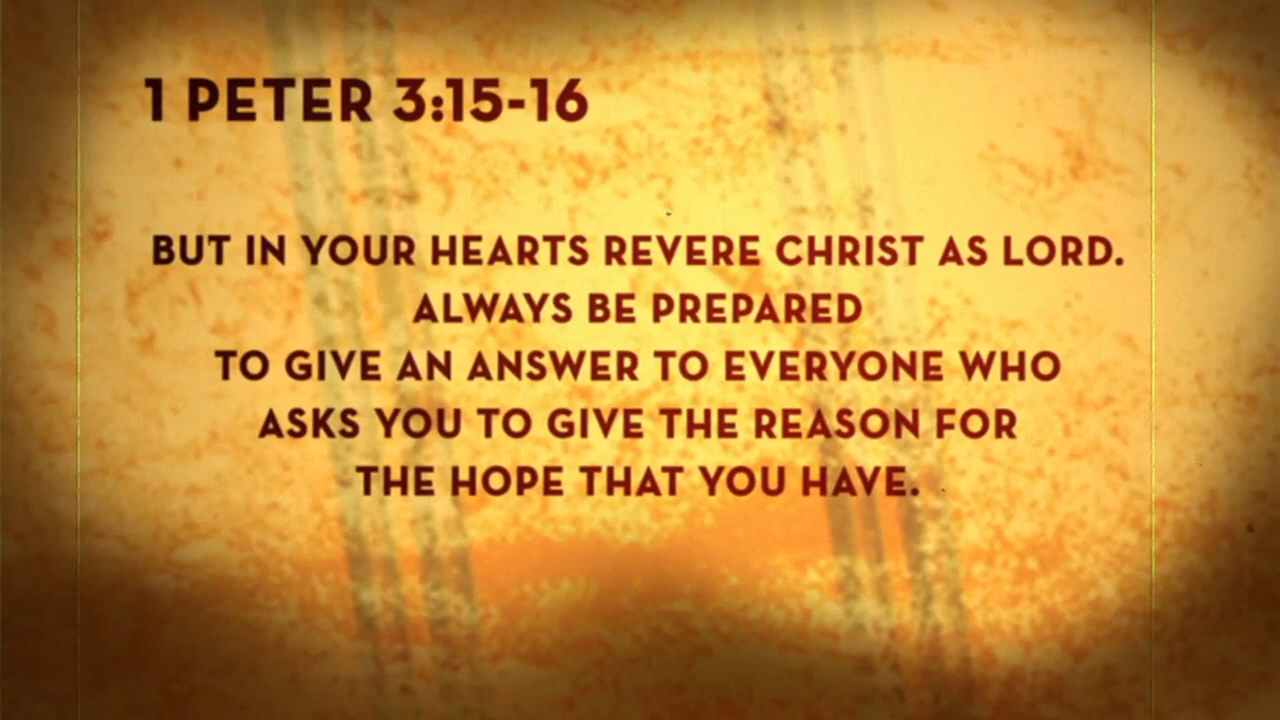 1 PETER 3:15-16
BUT IN YOUR HEARTS REVERE CHRIST AS LORD.
ALWAYS BE PREPARED
TO GIVE AN ANSWER TO EVERYONE WHO
ASKS YOU TO GIVE THE REASON FOR
THE HOPE THAT YOU HAVE.